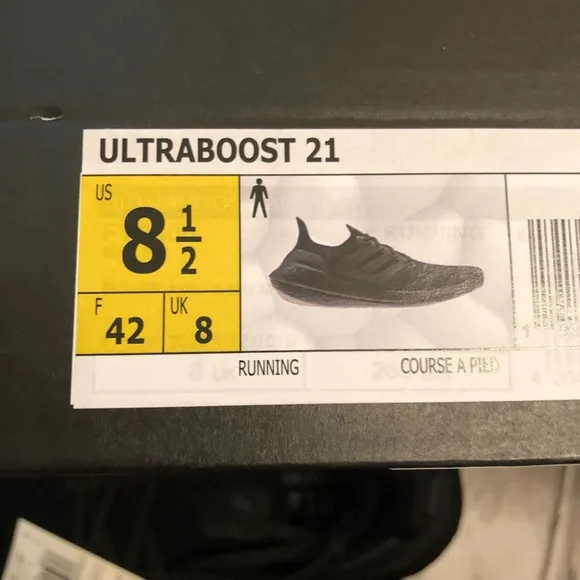 ULTRABOOST 21
US
8 1/2
F
42
UK
8
RUNNING
COURSE A PIED